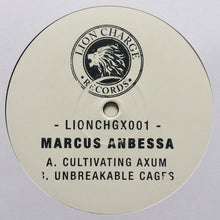 LION CHARGE
RECORDS
- LIONCHGX001 -
MARCUS ANBESSA
A. CULTIVATING AXUM
B. UNBREAKABLE CAGES